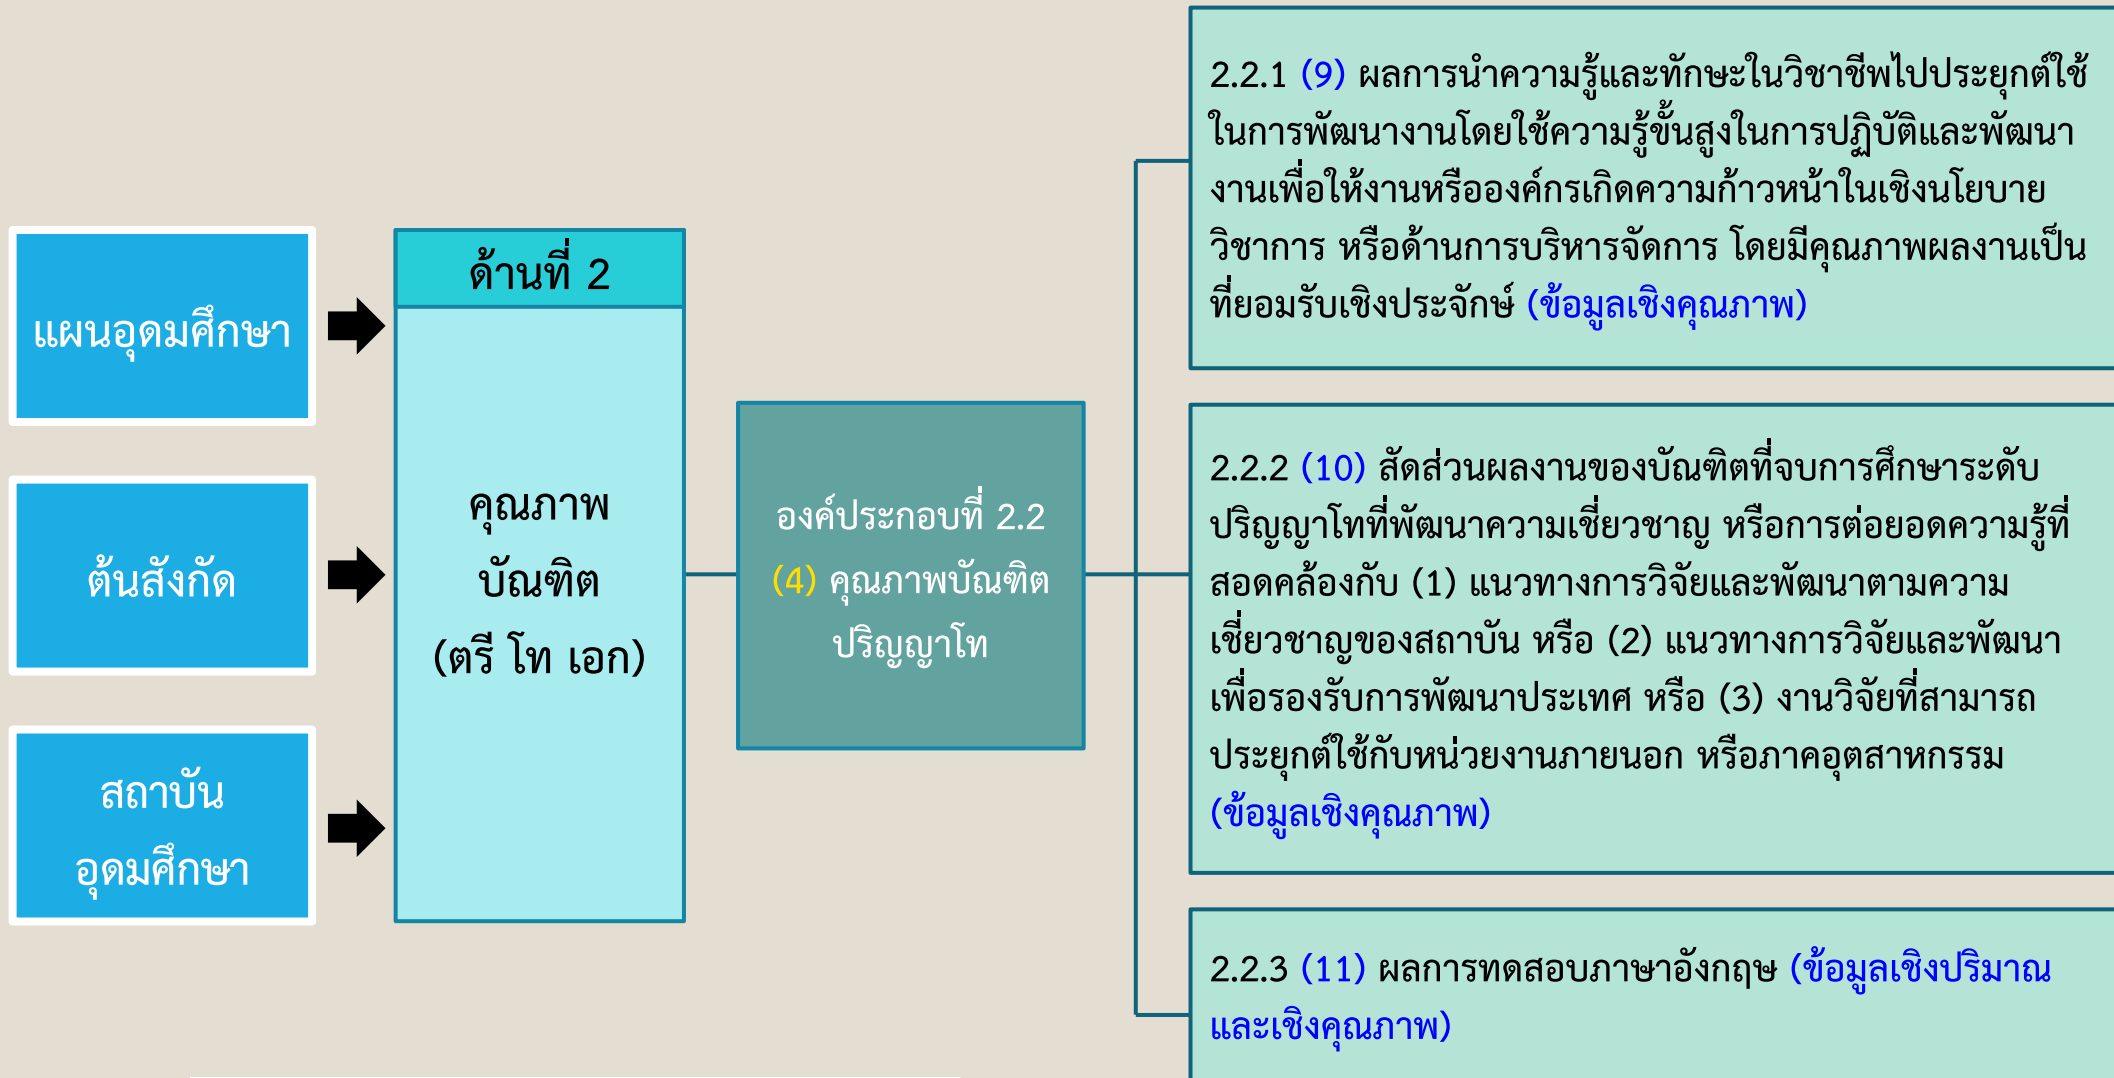 แผนอุดมศึกษา
ต้นสังกัด
สถาบัน
อุดมศึกษา
ด้านที่ 2
คุณภาพ
บัณฑิต
(ตรี โท เอก)
องค์ประกอบที่ 2.2
(4) คุณภาพบัณฑิต
ปริญญาโท
2.2.1 (9) ผลการนำความรู้และทักษะในวิชาชีพไปประยุกต์ใช้
ในการพัฒนางานโดยใช้ความรู้ขั้นสูงในการปฏิบัติและพัฒนา
งานเพื่อให้งานหรือองค์กรเกิดความก้าวหน้าในเชิงนโยบาย
วิชาการ หรือด้านการบริหารจัดการ โดยมีคุณภาพผลงานเป็น
ที่ยอมรับเชิงประจักษ์ (ข้อมูลเชิงคุณภาพ)
2.2.2 (10) สัดส่วนผลงานของบัณฑิตที่จบการศึกษาระดับ
ปริญญาโทที่พัฒนาความเชี่ยวชาญ หรือการต่อยอดความรู้ที่
สอดคล้องกับ (1) แนวทางการวิจัยและพัฒนาตามความ
เชี่ยวชาญของสถาบัน หรือ (2) แนวทางการวิจัยและพัฒนา
เพื่อรองรับการพัฒนาประเทศ หรือ (3) งานวิจัยที่สามารถ
ประยุกต์ใช้กับหน่วยงานภายนอก หรือภาคอุตสาหกรรม
(ข้อมูลเชิงคุณภาพ)
2.2.3 (11) ผลการทดสอบภาษาอังกฤษ (ข้อมูลเชิงปริมาณ
และเชิงคุณภาพ)